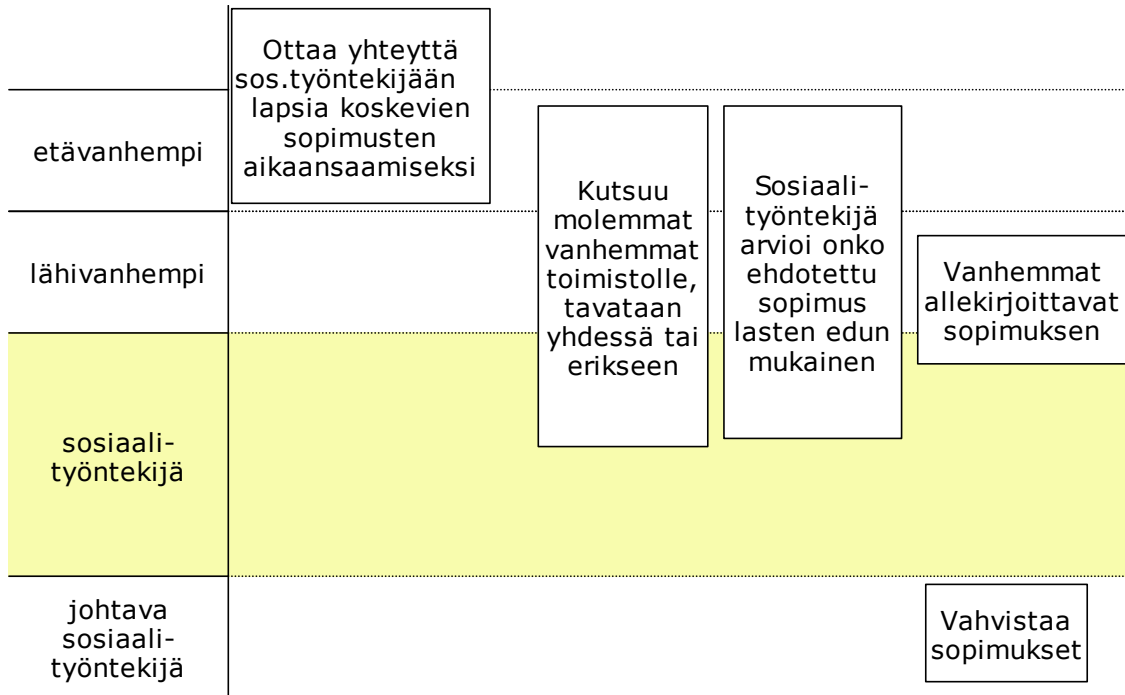 Ottaa yhteyttä
sos.työntekijään
lapsia koskevien
sopimusten
aikaansaamiseksi
etävanhempi
lähivanhempi
sosiaali-
työntekijä
johtava
sosiaali-
työntekijä
Kutsuu
molemmat
vanhemmat
toimistolle,
tavataan
yhdessä tai
erikseen
Sosiaali-
työntekijä
arvioi onko
ehdotettu
sopimus
lasten edun
mukainen
Vanhemmat
allekirjoittavat
sopimuksen
Vahvistaa
sopimukset